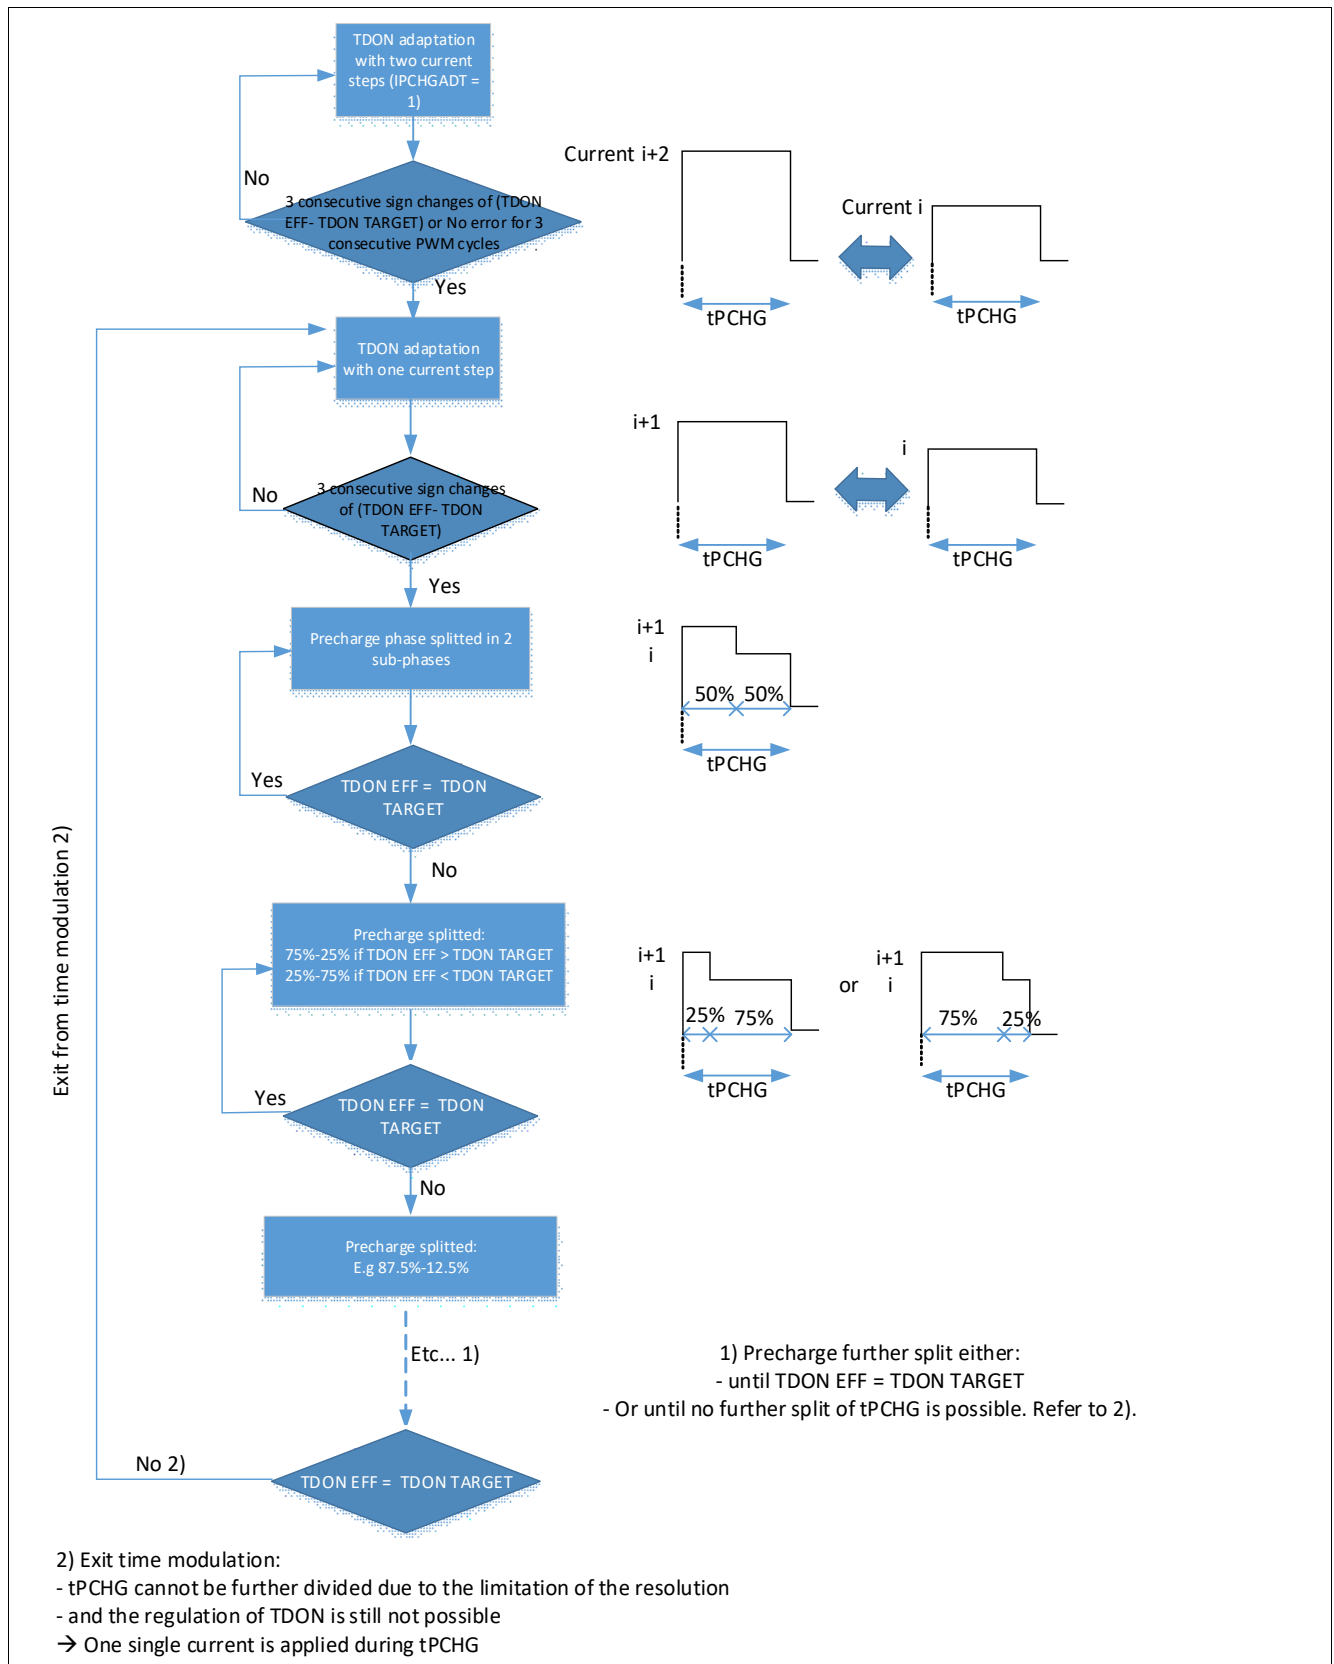 TDON adaptation
with two current
steps (IPCHGADT =
1)
No
3 consecutive sign changes of (TDON
EFF- TDON TARGET) or No error for 3
consecutive PWM cycles
Yes
Current i+2
tPCHG
Current i
tPCHG
TDON adaptation
with one current step
No
3 consecutive sign changes
of (TDON EFF- TDON
TARGET)
Yes
i+1
tPCHG
i
tPCHG
Precharge phase splitted in 2
sub-phases
i+1
i
50% 50%
tPCHG
Yes
TDON EFF = TDON
TARGET
No
Exit from time modulation 2)
Precharge splitted:
75%-25% if TDON EFF > TDON TARGET
25%-75% if TDON EFF < TDON TARGET
i+1
i
25% 75%
tPCHG
or
i+1
i
75% 25%
tPCHG
Yes
TDON EFF = TDON
TARGET
No
Precharge splitted:
E.g 87.5%-12.5%
Etc... 1)
1) Precharge further split either:
- until TDON EFF = TDON TARGET
- Or until no further split of tPCHG is possible. Refer to 2).
No 2)
TDON EFF = TDON TARGET
2) Exit time modulation:
- tPCHG cannot be further divided due to the limitation of the resolution
- and the regulation of TDON is still not possible
→ One single current is applied during tPCHG